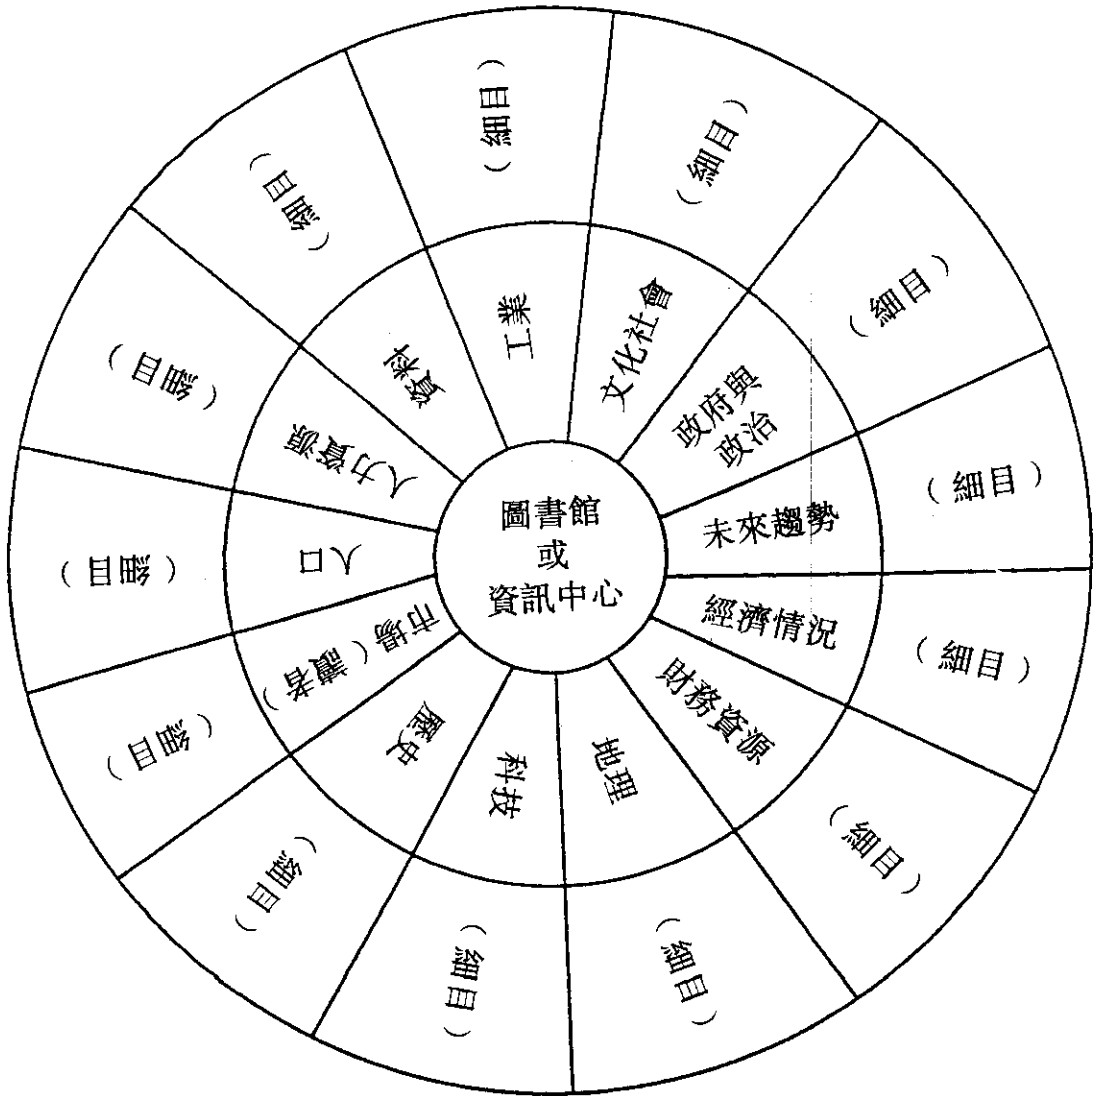 圖書館
或
資訊中心
工業
文化社會
政府與
政治
未來趨勢
經濟情況
財務資源
地理
科技
歷史
市場（讀者）
人口
人力資源
資料
（細目）
（細目）
（細目）
（細目）
（細目）
（細目）
（細目）
（細目）
（細目）
（細目）
（細目）
（細目）
（細目）